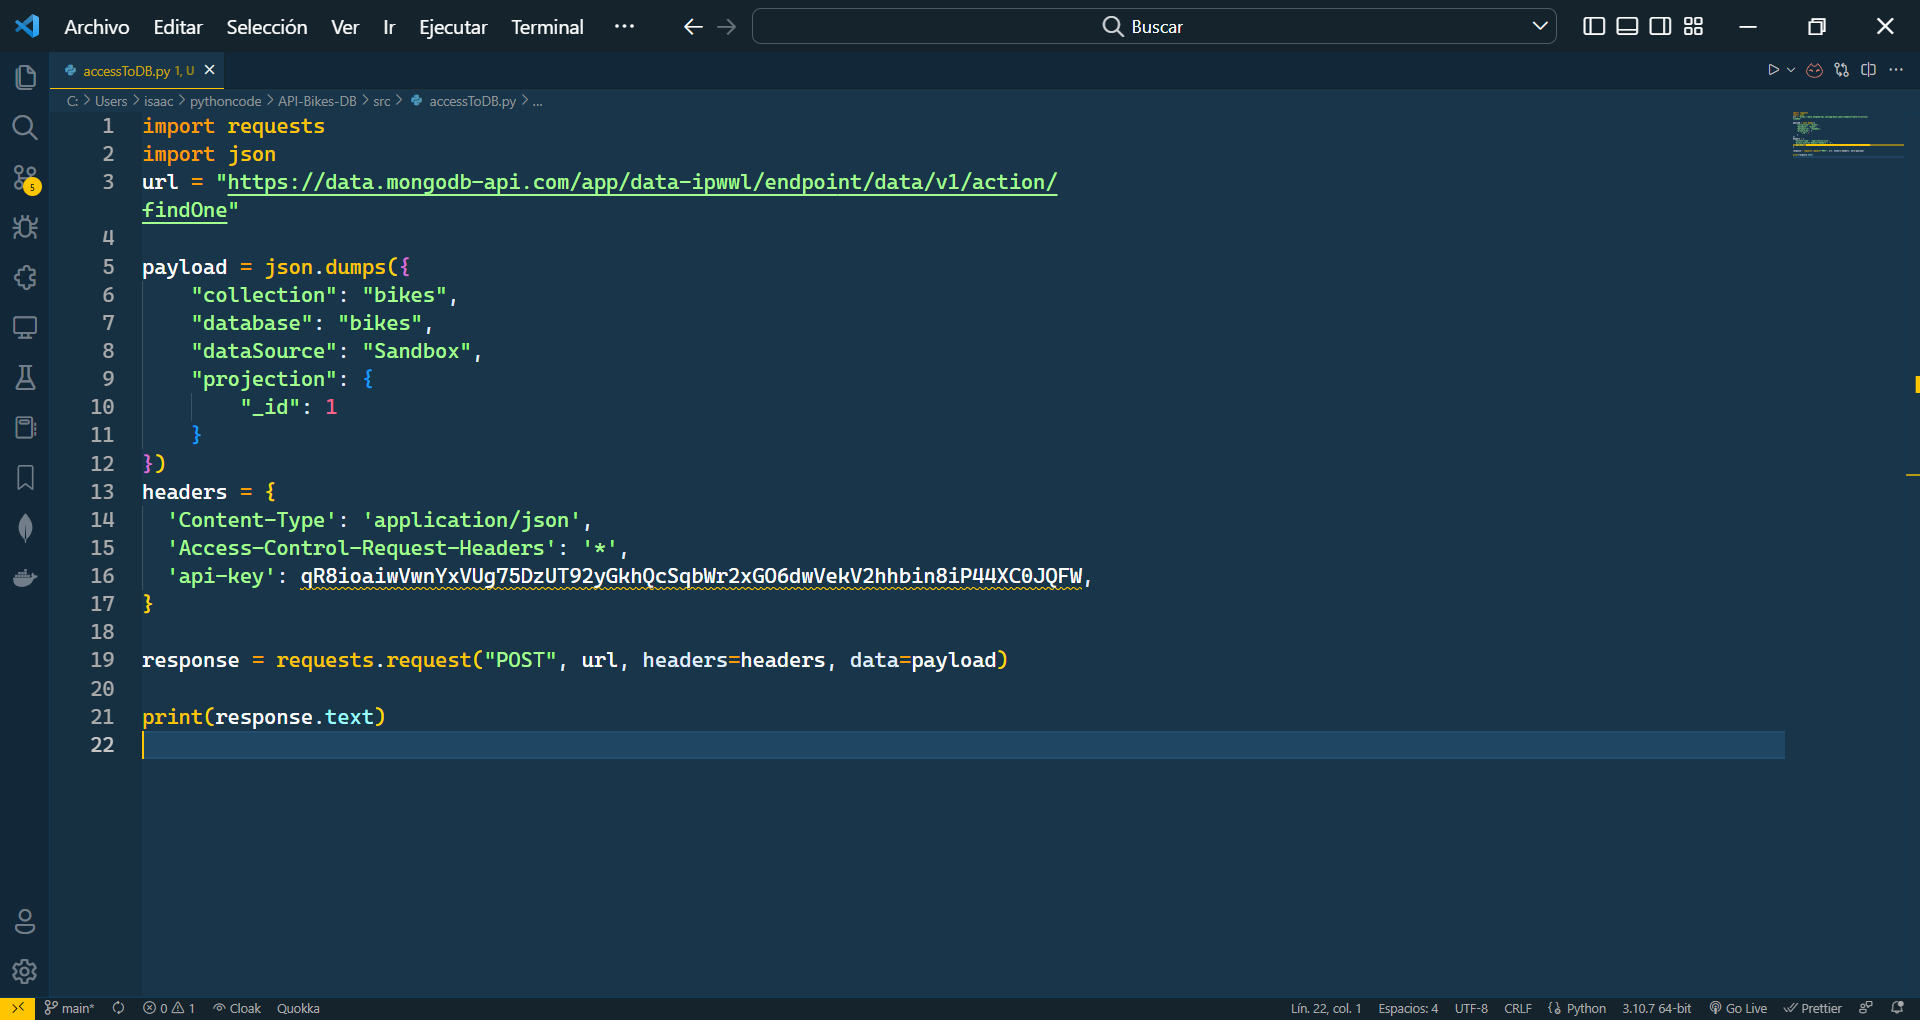 Archivo Editar Selección Ver Ir Ejecutar Terminal ··· Buscar
accessToDB.py 1, U
C: > Users > isaac > pythoncode > API-Bikes-DB > src > accessToDB.py > ...
1 import requests
2 import json
3 url = "https://data.mongodb-api.com/app/data-ipwwl/endpoint/data/v1/action/
findOne"
4
5 payload = json.dumps({
6 "collection": "bikes",
7 "database": "bikes",
8 "dataSource": "Sandbox",
9 "projection": {
10 "_id": 1
11 }
12 })
13 headers = {
14 'Content-Type': 'application/json',
15 'Access-Control-Request-Headers': '*',
16 'api-key': qR8ioaiwVwnYxVUg75DzUT92yGkhQcSqbWr2xGO6dwVekV2hhbin8iP44XC0JQFW,
17 }
18
19 response = requests.request("POST", url, headers=headers, data=payload)
20
21 print(response.text)
22
5
main* 0 1 Cloak Quokka Lín. 22, col. 1 Espacios: 4 UTF-8 CRLF Python 3.10.7 64-bit Go Live Prettier